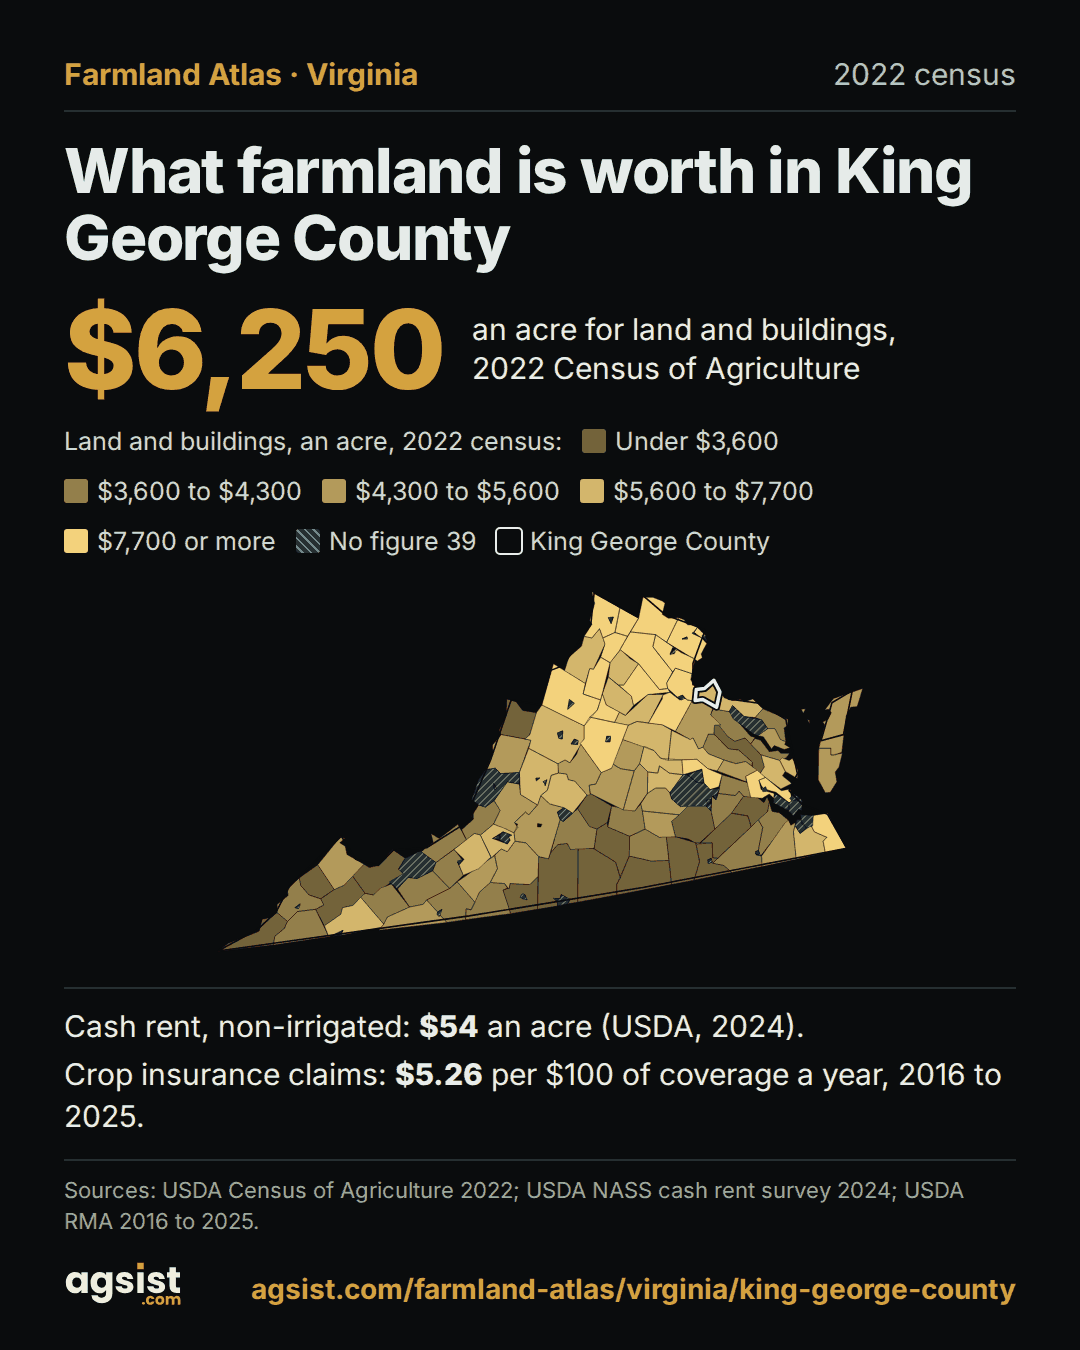 Farmland Atlas · Virginia
2022 census
What farmland is worth in King
George County
$6,250
an acre for land and buildings,
2022 Census of Agriculture
Land and buildings, an acre, 2022 census: Under $3,600
$3,600 to $4,300 $4,300 to $5,600 $5,600 to $7,700
$7,700 or more No figure 39 King George County
Cash rent, non-irrigated: $54 an acre (USDA, 2024).
Crop insurance claims: $5.26 per $100 of coverage a year, 2016 to
2025.
Sources: USDA Census of Agriculture 2022; USDA NASS cash rent survey 2024; USDA
RMA 2016 to 2025.
agsist
.com
agsist.com/farmland-atlas/virginia/king-george-county